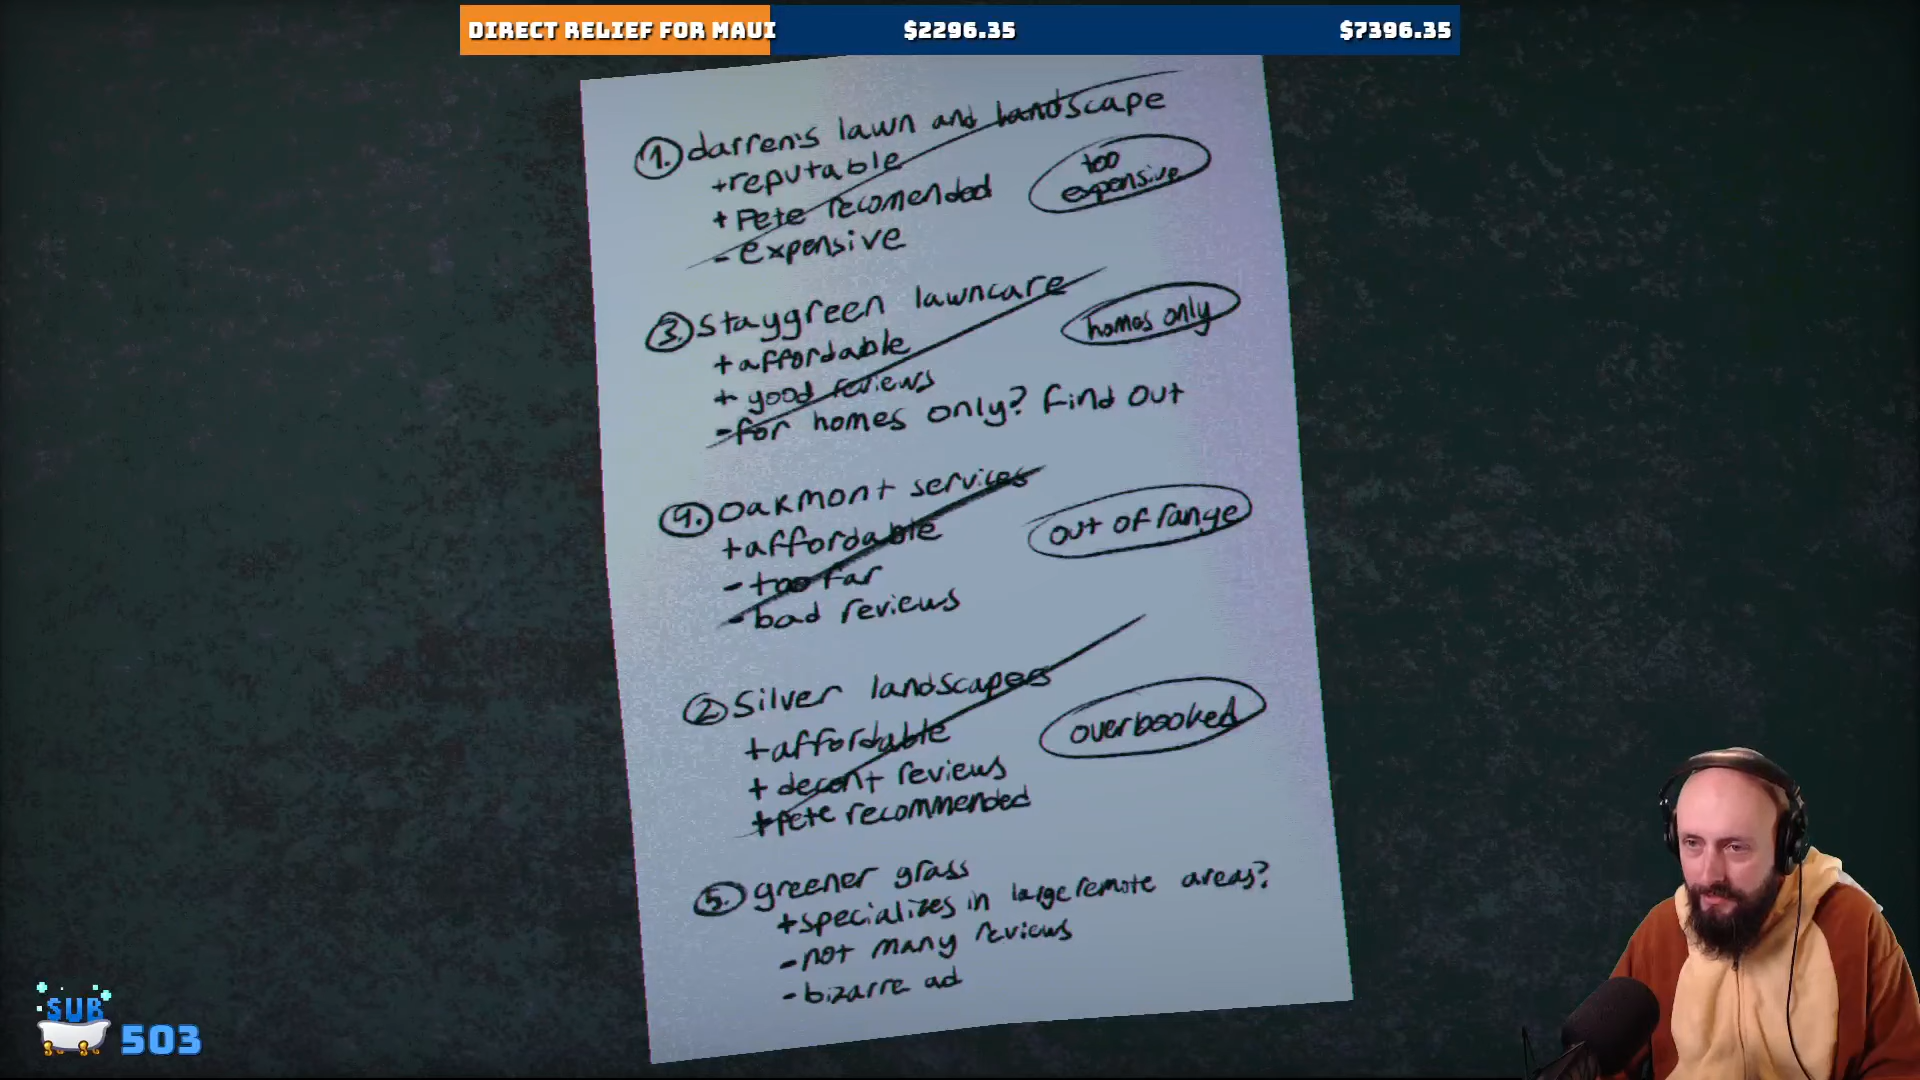 DIRECT RELIEF FOR MAUI $2296.35 $7396.35
1. darren's lawn and landscape
+reputable
+ Pete recomended
- expensive
too
expensive
3. Staygreen lawncare
+ affordable
+ good reviews
- for homes only? find out
homes only
4. Oakmont services
+affordable
- too far
- bad reviews
out of range
2. Silver landscapers
+affordable
+ decent reviews
+Pete recommended
overbooked
5. greener grass
+specializes in large remote areas?
- not many reviews
- bizarre ad
SUB 503